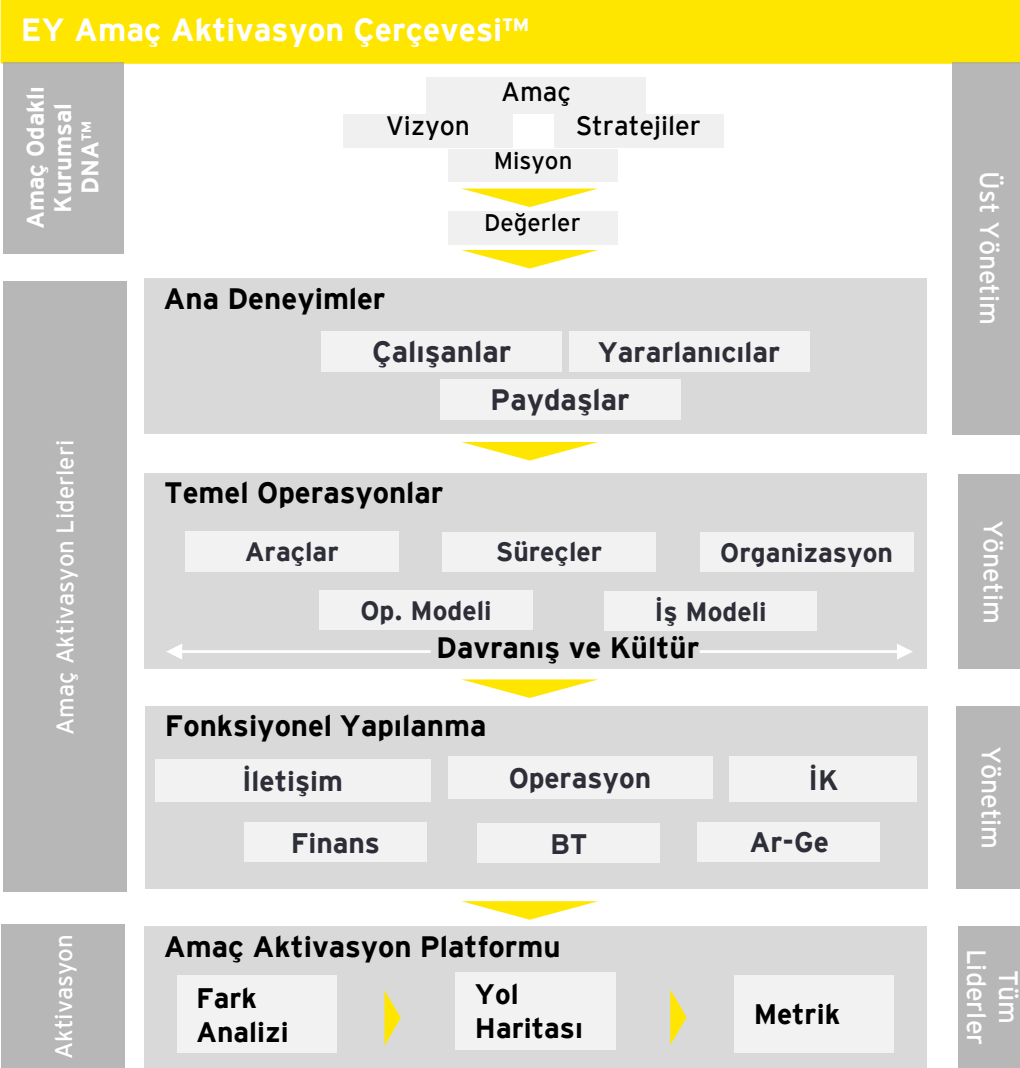 EY Amaç Aktivasyon Çerçevesi™
Amaç Odaklı
Kurumsal
DNA™
Amaç
Vizyon
Stratejiler
Misyon
Değerler
Üst Yönetim
Amaç Aktivasyon Liderleri
Ana Deneyimler
Çalışanlar
Yararlanıcılar
Paydaşlar
Temel Operasyonlar
Araçlar
Süreçler
Organizasyon
Op. Modeli
İş Modeli
Davranış ve Kültür
Yönetim
Fonksiyonel Yapılanma
İletişim
Operasyon
İK
Finans
BT
Ar-Ge
Yönetim
Aktivasyon
Amaç Aktivasyon Platformu
Fark
Analizi
Yol
Haritası
Metrik
Tüm
Liderler